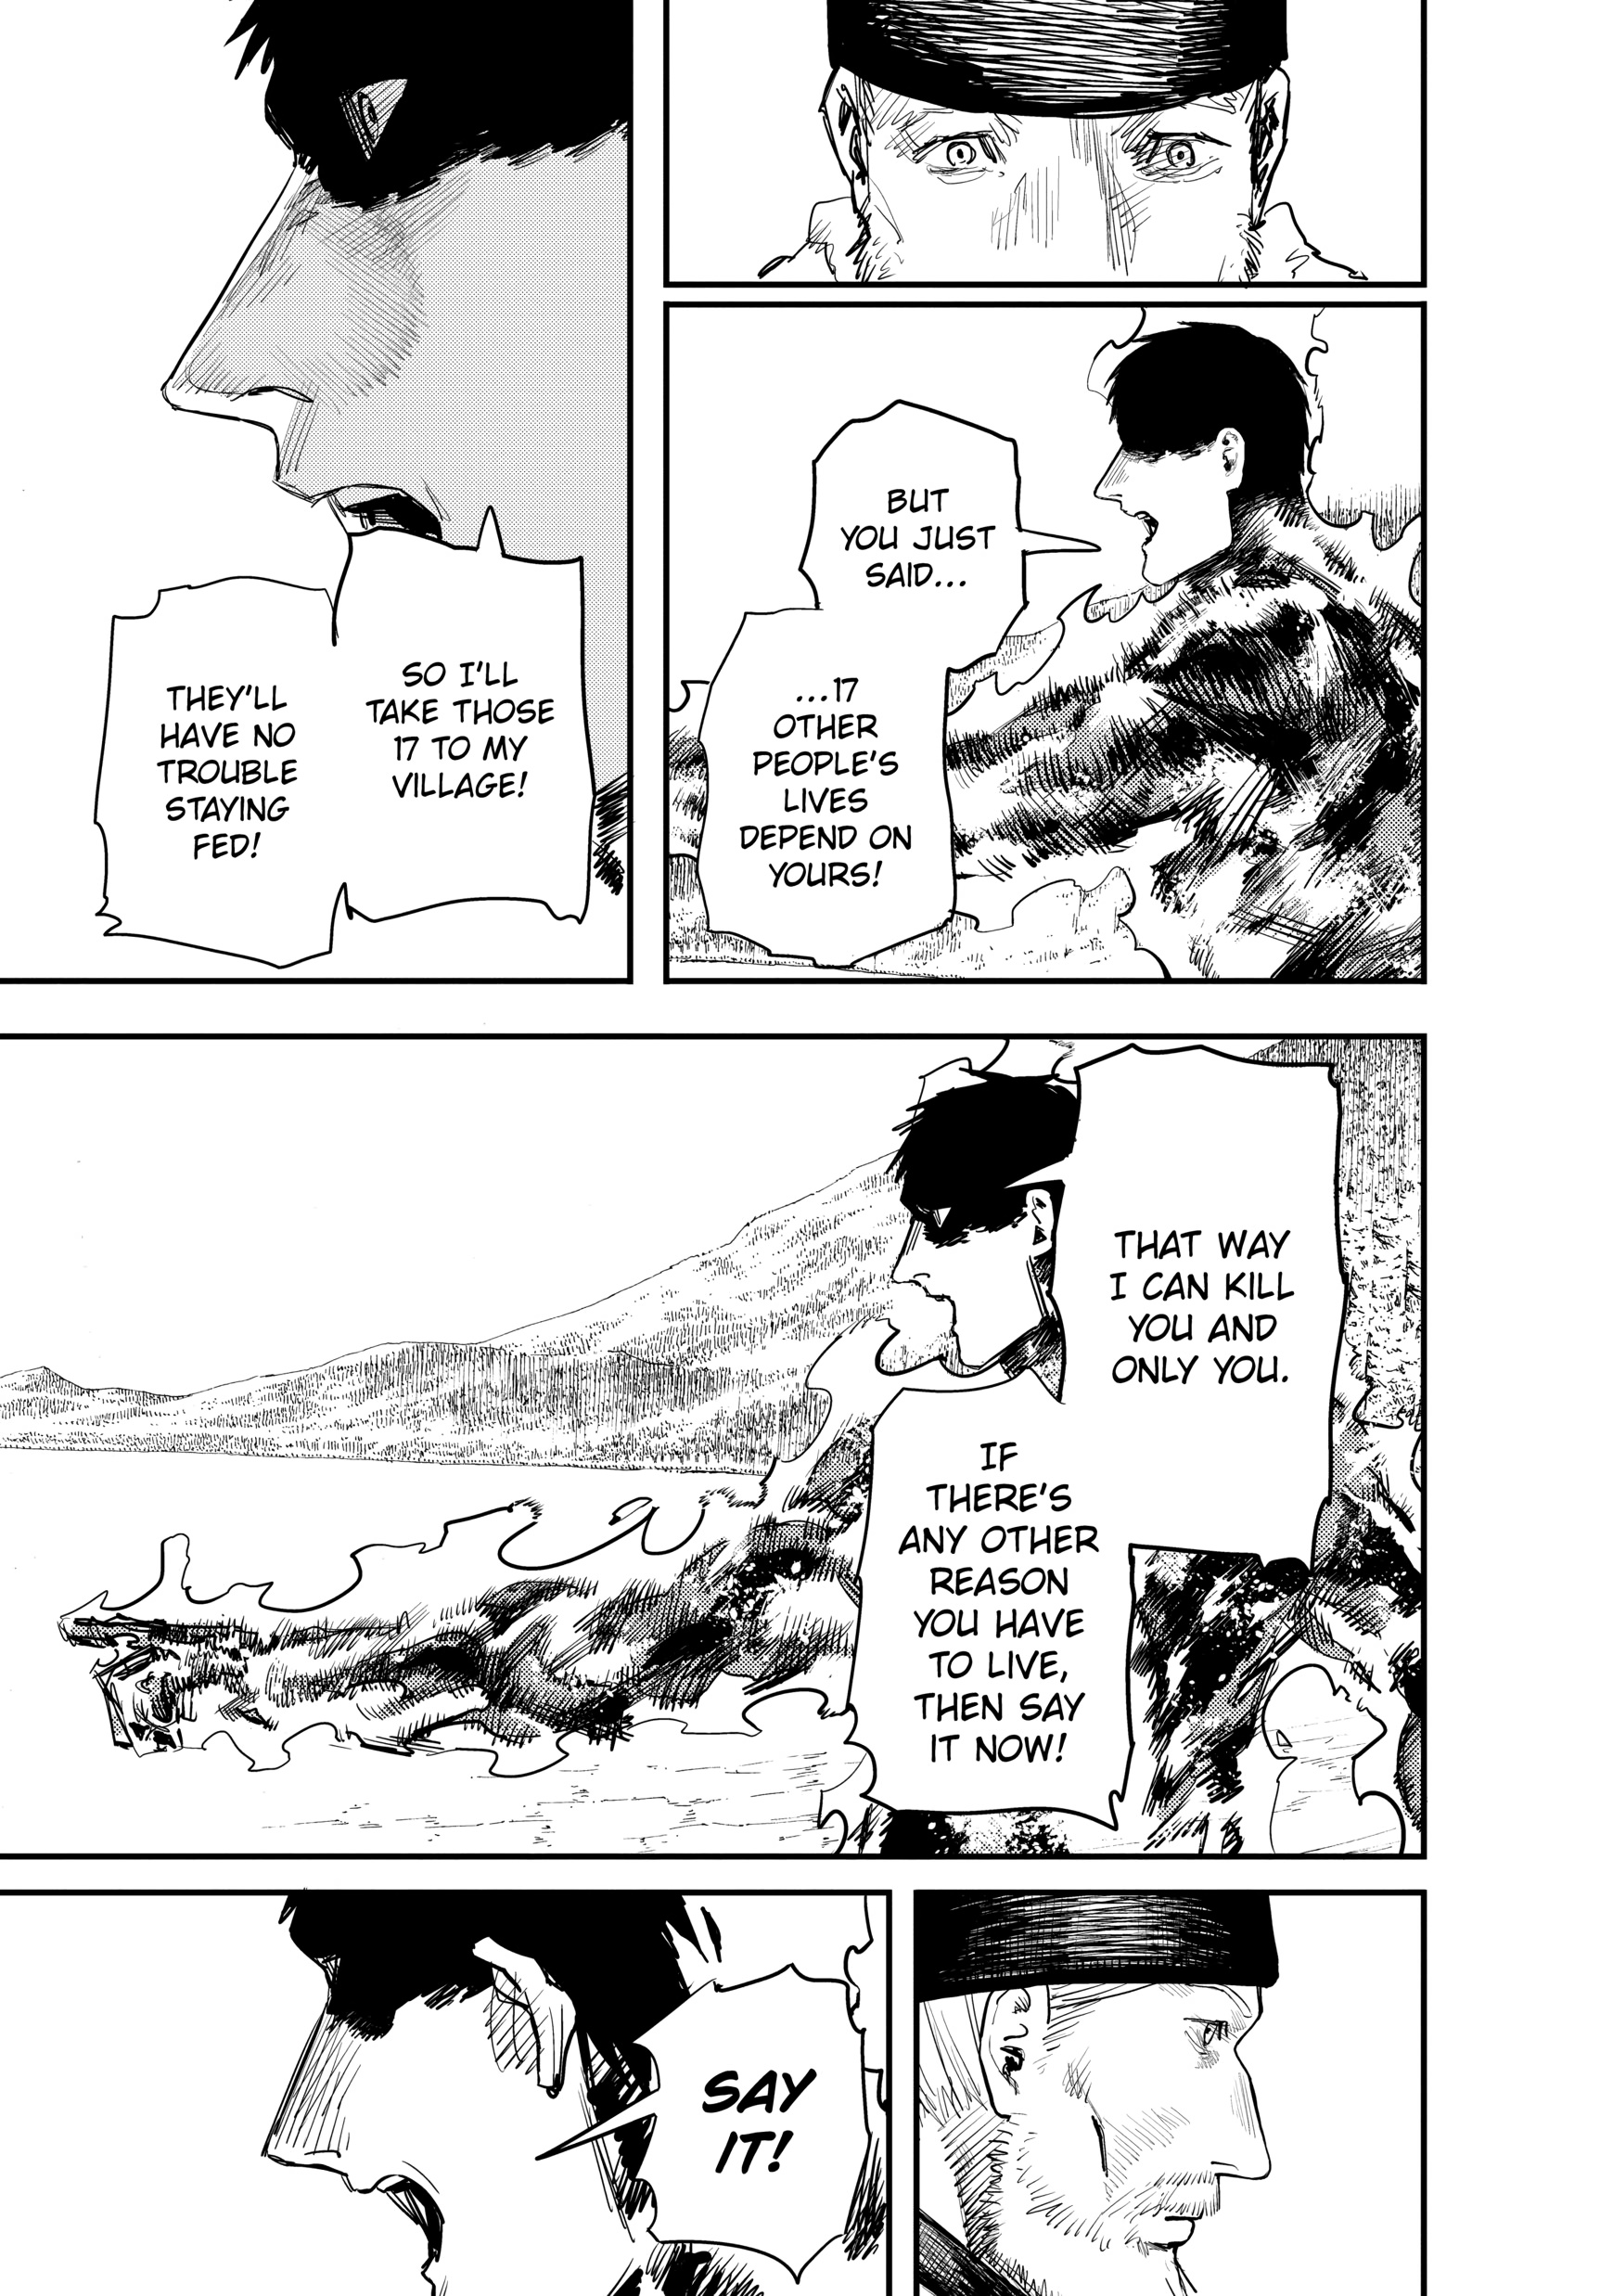 BUT
YOU JUST
SAID...
...17
OTHER
PEOPLE'S
LIVES
DEPEND ON
YOURS!
SO I'LL
TAKE THOSE
17 TO MY
VILLAGE!
THEY'LL
HAVE NO
TROUBLE
STAYING
FED!
THAT WAY
I CAN KILL
YOU AND
ONLY YOU.
IF
THERE'S
ANY OTHER
REASON
YOU HAVE
TO LIVE,
THEN SAY
IT NOW!
SAY
IT!